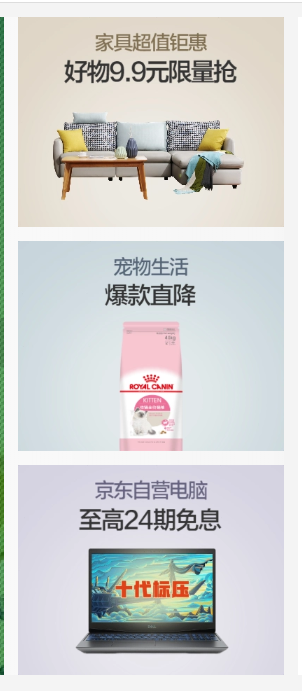 家具超值钜惠
好物9.9元限量抢
宠物生活
爆款直降
ROYAL CANIN
KITTEN
京东自营电脑
至高24期免息
十代标压